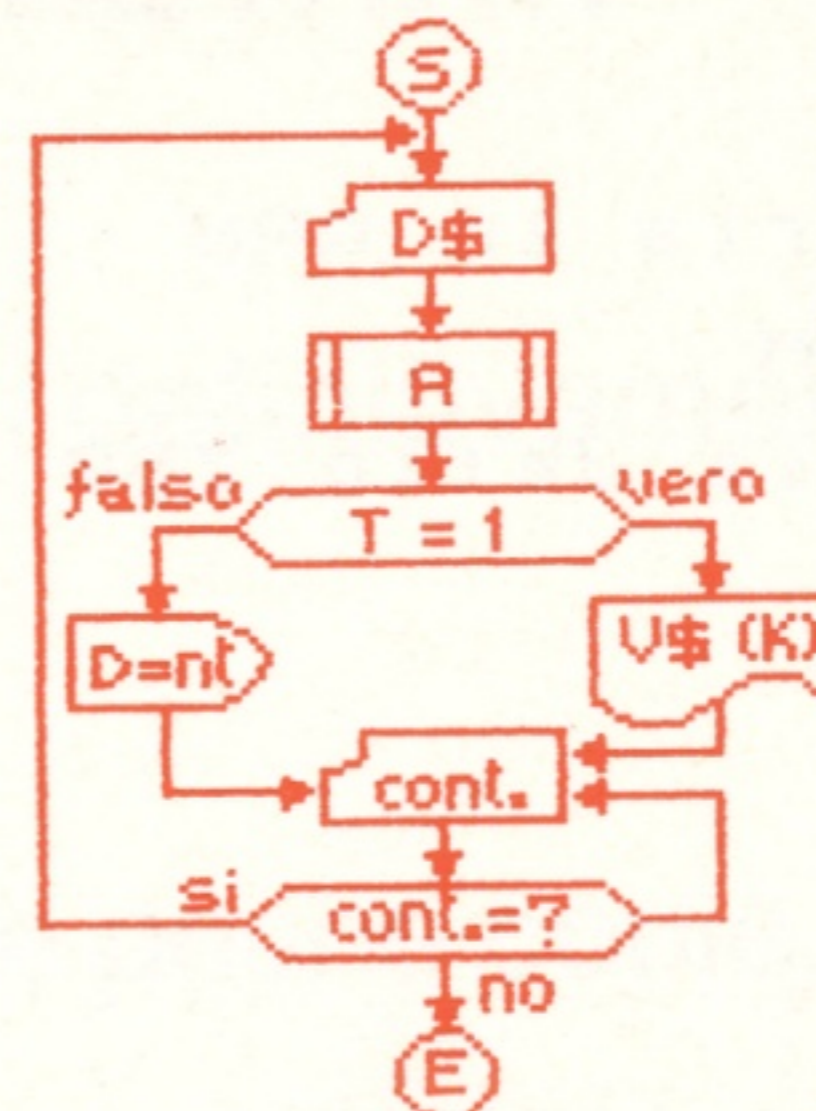 S
D$
A
falso
vero
T = 1
D=nt
V$ (K)
cont.
si
cont.=?
no
E